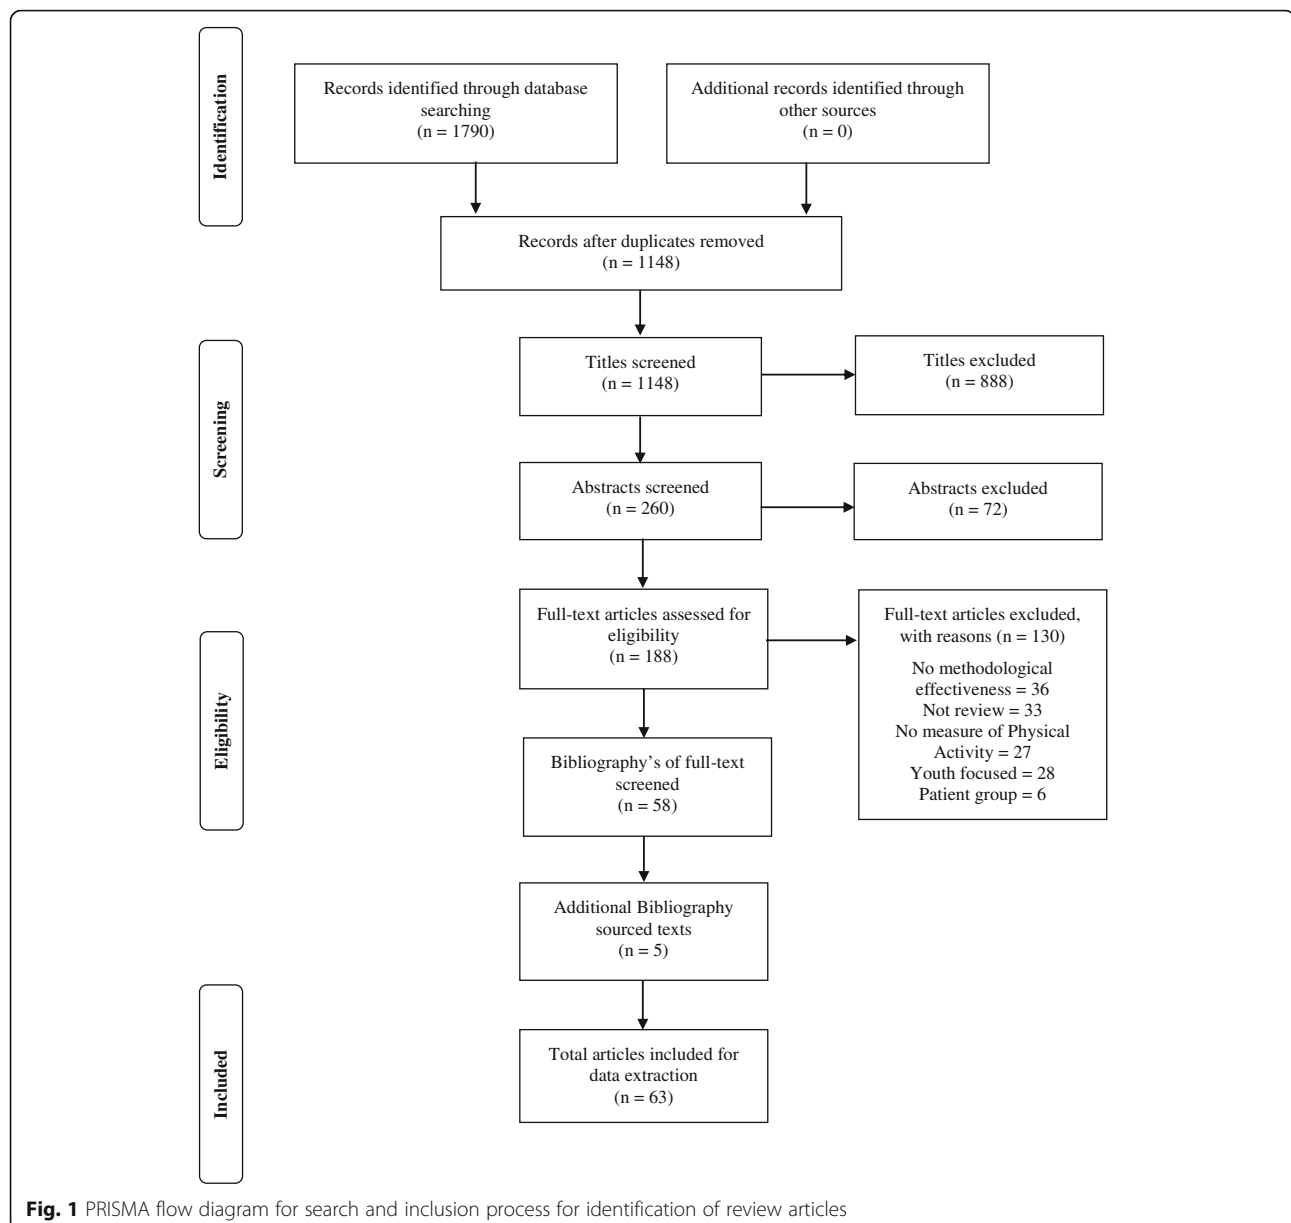 Identification
Records identified through database
searching
(n = 1790)
Additional records identified through
other sources
(n = 0)
Records after duplicates removed
(n = 1148)
Screening
Titles screened
(n = 1148)
Titles excluded
(n = 888)
Abstracts screened
(n = 260)
Abstracts excluded
(n = 72)
Eligibility
Full-text articles assessed for
eligibility
(n = 188)
Full-text articles excluded,
with reasons (n = 130)
No methodological
effectiveness = 36
Not review = 33
No measure of Physical
Activity = 27
Youth focused = 28
Patient group = 6
Bibliography's of full-text
screened
(n = 58)
Additional Bibliography
sourced texts
(n = 5)
Included
Total articles included for
data extraction
(n = 63)
Fig. 1 PRISMA flow diagram for search and inclusion process for identification of review articles